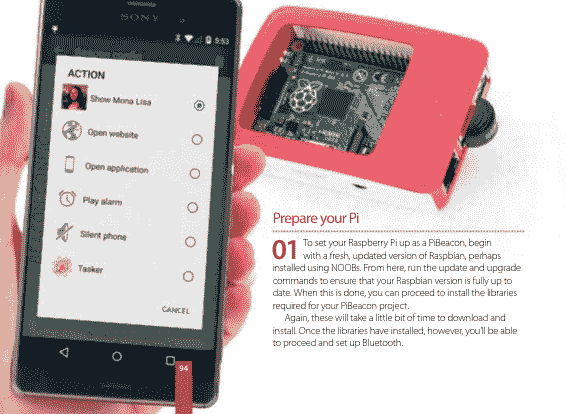 SONY
5:53
ACTION
Show Mona Lisa
Open website
Open application
Play alarm
Silent phone
Tasker
CANCEL
94
Prepare your Pi
01 To set your Raspberry Pi up as a PiBeacon, begin
with a fresh, updated version of Raspbian, perhaps
installed using NOOBs. From here, run the update and upgrade
commands to ensure that your Raspbian version is fully up to
date. When this is done, you can proceed to install the libraries
required for your PiBeacon project.
Again, these will take a little bit of time to download and
install. Once the libraries have installed, however, you'll be able
to proceed and set up Bluetooth.